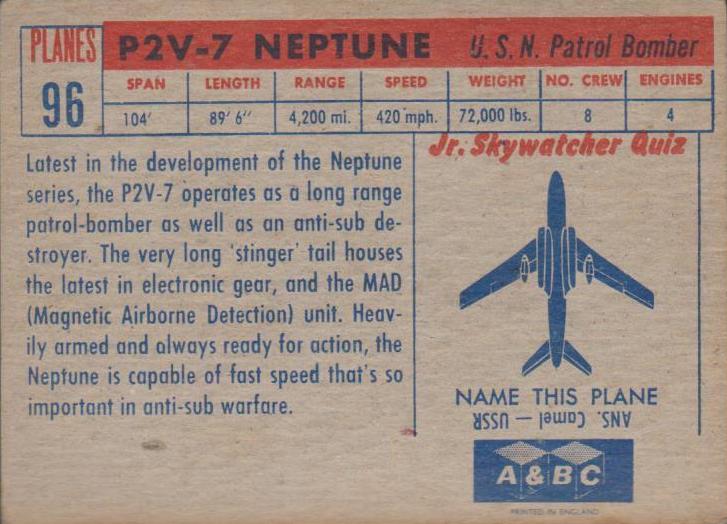 PLANES
96
P2V-7 NEPTUNE U. S. N. Patrol Bomber
SPAN LENGTH RANGE SPEED WEIGHT NO. CREW ENGINES
104' 89' 6" 4,200 mi. 420 mph. 72,000 lbs. 8 4
Latest in the development of the Neptune
series, the P2V-7 operates as a long range
patrol-bomber as well as an anti-sub de-
stroyer. The very long 'stinger' tail houses
the latest in electronic gear, and the MAD
(Magnetic Airborne Detection) unit. Heav-
ily armed and always ready for action, the
Neptune is capable of fast speed that's so
important in anti-sub warfare.
Jr. Skywatcher Quiz
NAME THIS PLANE
ANS. Camel — USSR
A & BC
PRINTED IN ENGLAND